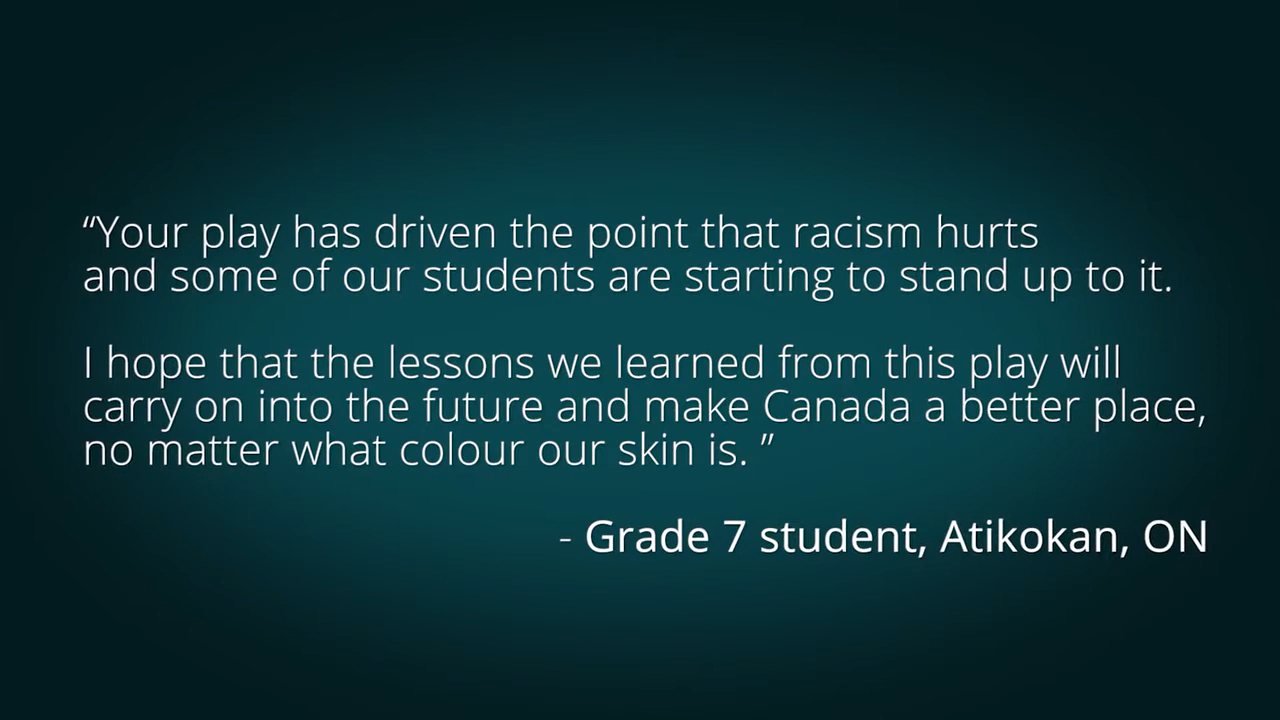 “Your play has driven the point that racism hurts
and some of our students are starting to stand up to it.
I hope that the lessons we learned from this play will
carry on into the future and make Canada a better place,
no matter what colour our skin is. ”
- Grade 7 student, Atikokan, ON